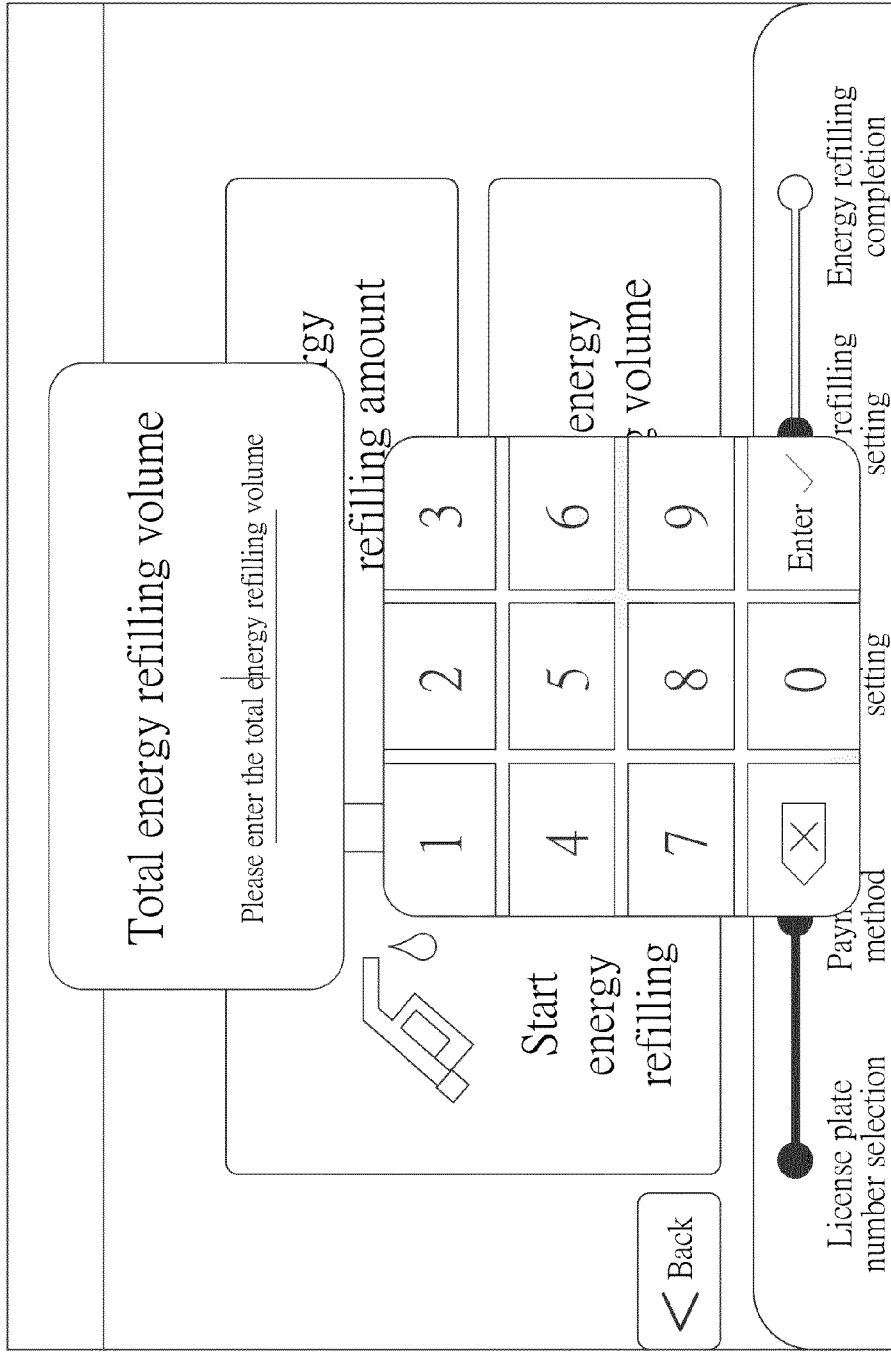 Total energy refilling volume
Please enter the total energy refilling volume
refilling amount
energy
volume
Start
energy
refilling
1 2 3
4 5 6
7 8 9
0 Enter
Back
License plate
number selection
method
setting
refilling
setting
Energy refilling
completion